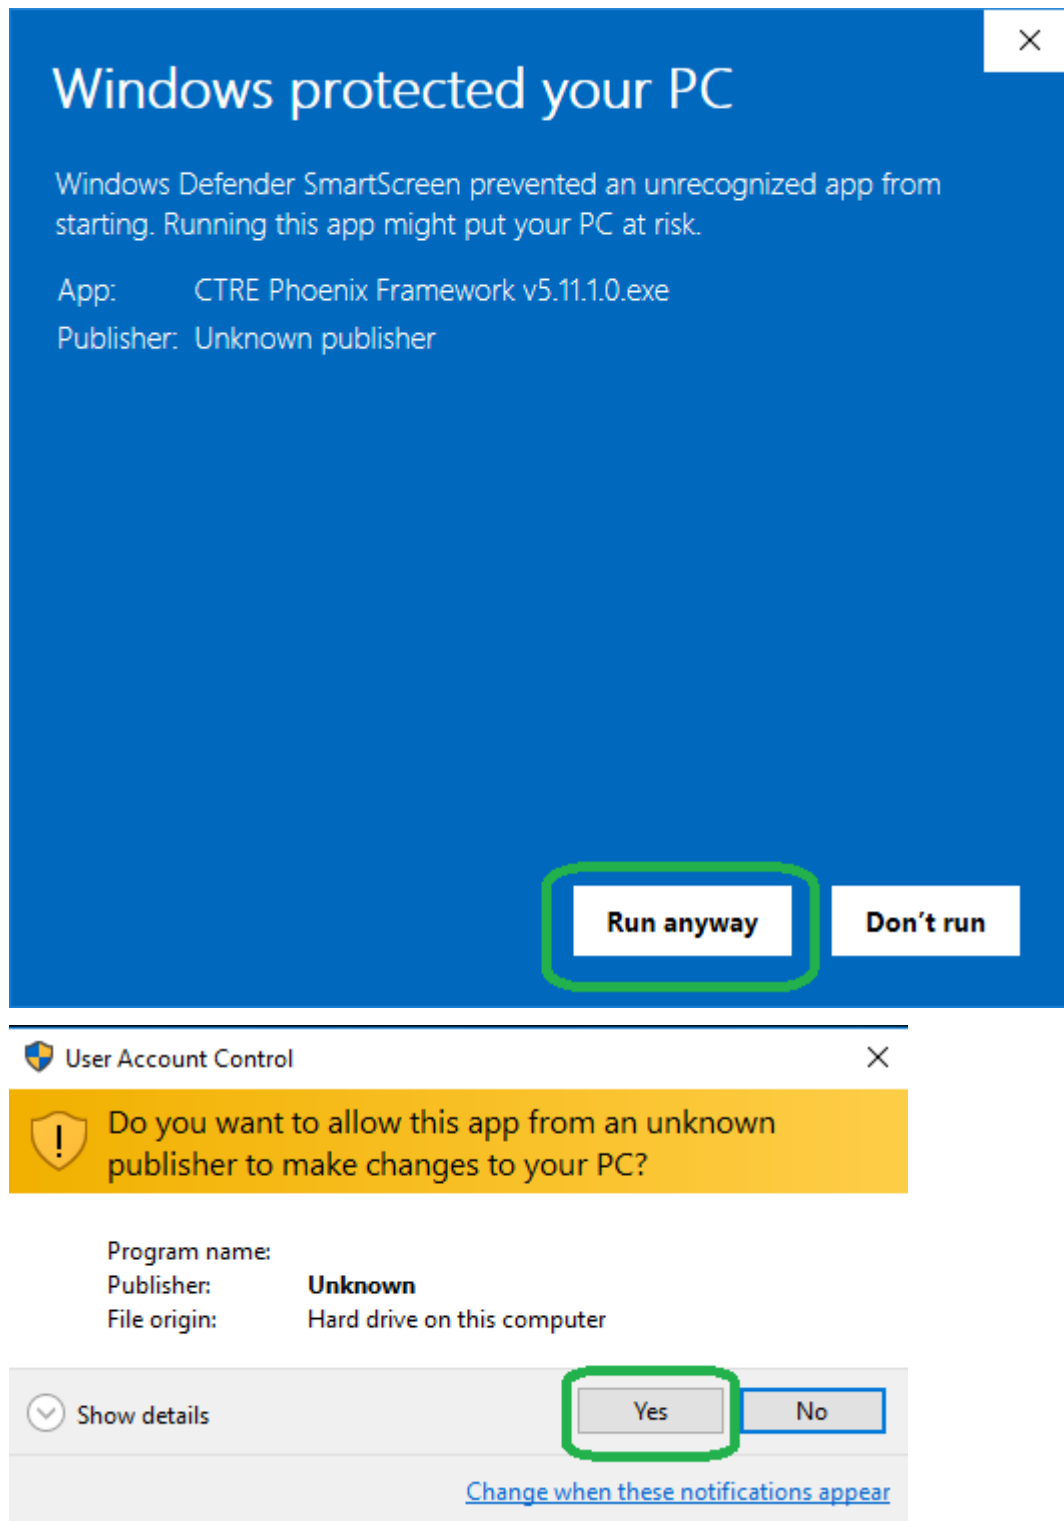 Windows protected your PC
Windows Defender SmartScreen prevented an unrecognized app from
starting. Running this app might put your PC at risk.
App: CTRE Phoenix Framework v5.11.1.0.exe
Publisher: Unknown publisher
Run anyway Don't run
User Account Control
Do you want to allow this app from an unknown
publisher to make changes to your PC?
Program name:
Publisher: Unknown
File origin: Hard drive on this computer
Show details Yes No
Change when these notifications appear